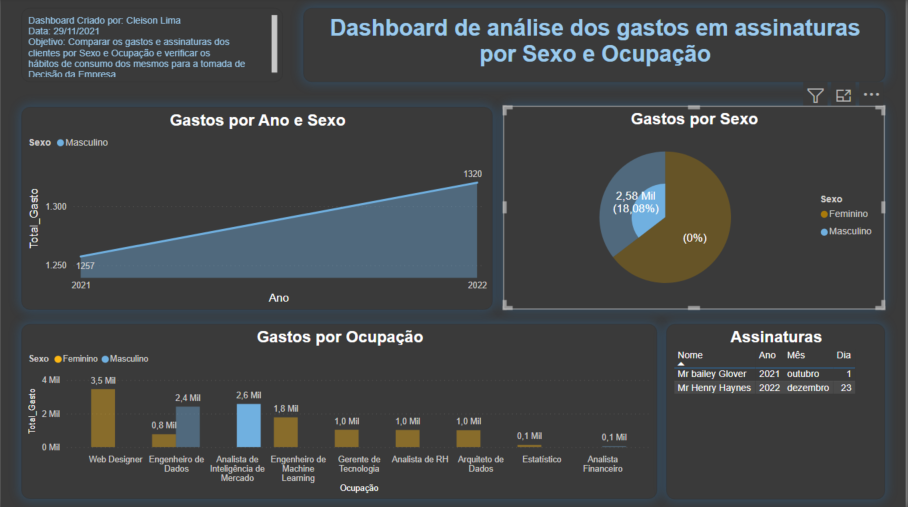 Dashboard Criado por: Cleison Lima
Data: 29/11/2021
Objetivo: Comparar os gastos e assinaturas dos
clientes por Sexo e Ocupação e verificar os
hábitos de consumo dos mesmos para a tomada de
Decisão da Empresa
Dashboard de análise dos gastos em assinaturas
por Sexo e Ocupação
Gastos por Ano e Sexo
Sexo Masculino
Total_Gasto
1.300
1.250
1257
1320
2021
2022
Ano
Gastos por Sexo
2,58 Mil
(18,08%)
(0%)
Sexo
Feminino
Masculino
Gastos por Ocupação
Sexo Feminino Masculino
Total_Gasto
4 Mil
2 Mil
0 Mil
3,5 Mil
0,8 Mil
2,4 Mil
2,6 Mil
1,8 Mil
1,0 Mil
1,0 Mil
1,0 Mil
0,1 Mil
0,1 Mil
Web Designer
Engenheiro de
Dados
Analista de
Inteligência de
Mercado
Engenheiro de
Machine
Learning
Gerente de
Tecnologia
Analista de RH
Arquiteto de
Dados
Estatístico
Analista
Financeiro
Ocupação
Assinaturas
Nome Ano Mês Dia
Mr bailey Glover 2021 outubro 1
Mr Henry Haynes 2022 dezembro 23